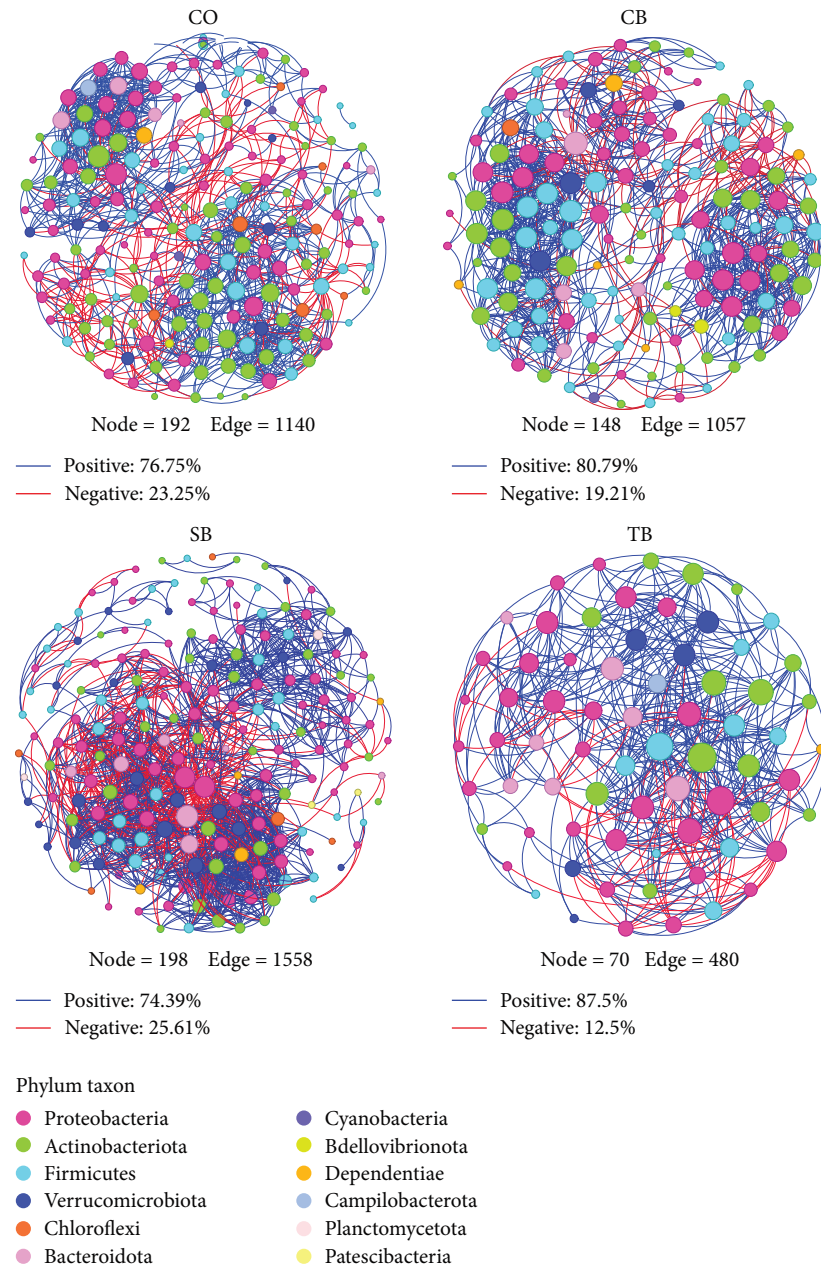 CO
CB
Node = 192 Edge = 1140
Node = 148 Edge = 1057
Positive: 76.75%
Negative: 23.25%
Positive: 80.79%
Negative: 19.21%
SB
TB
Node = 198 Edge = 1558
Node = 70 Edge = 480
Positive: 74.39%
Negative: 25.61%
Positive: 87.5%
Negative: 12.5%
Phylum taxon
Proteobacteria
Actinobacteriota
Firmicutes
Verrucomicrobiota
Chloroflexi
Bacteroidota
Cyanobacteria
Bdellovibrionota
Dependentiae
Campilobacterota
Planctomycetota
Patescibacteria